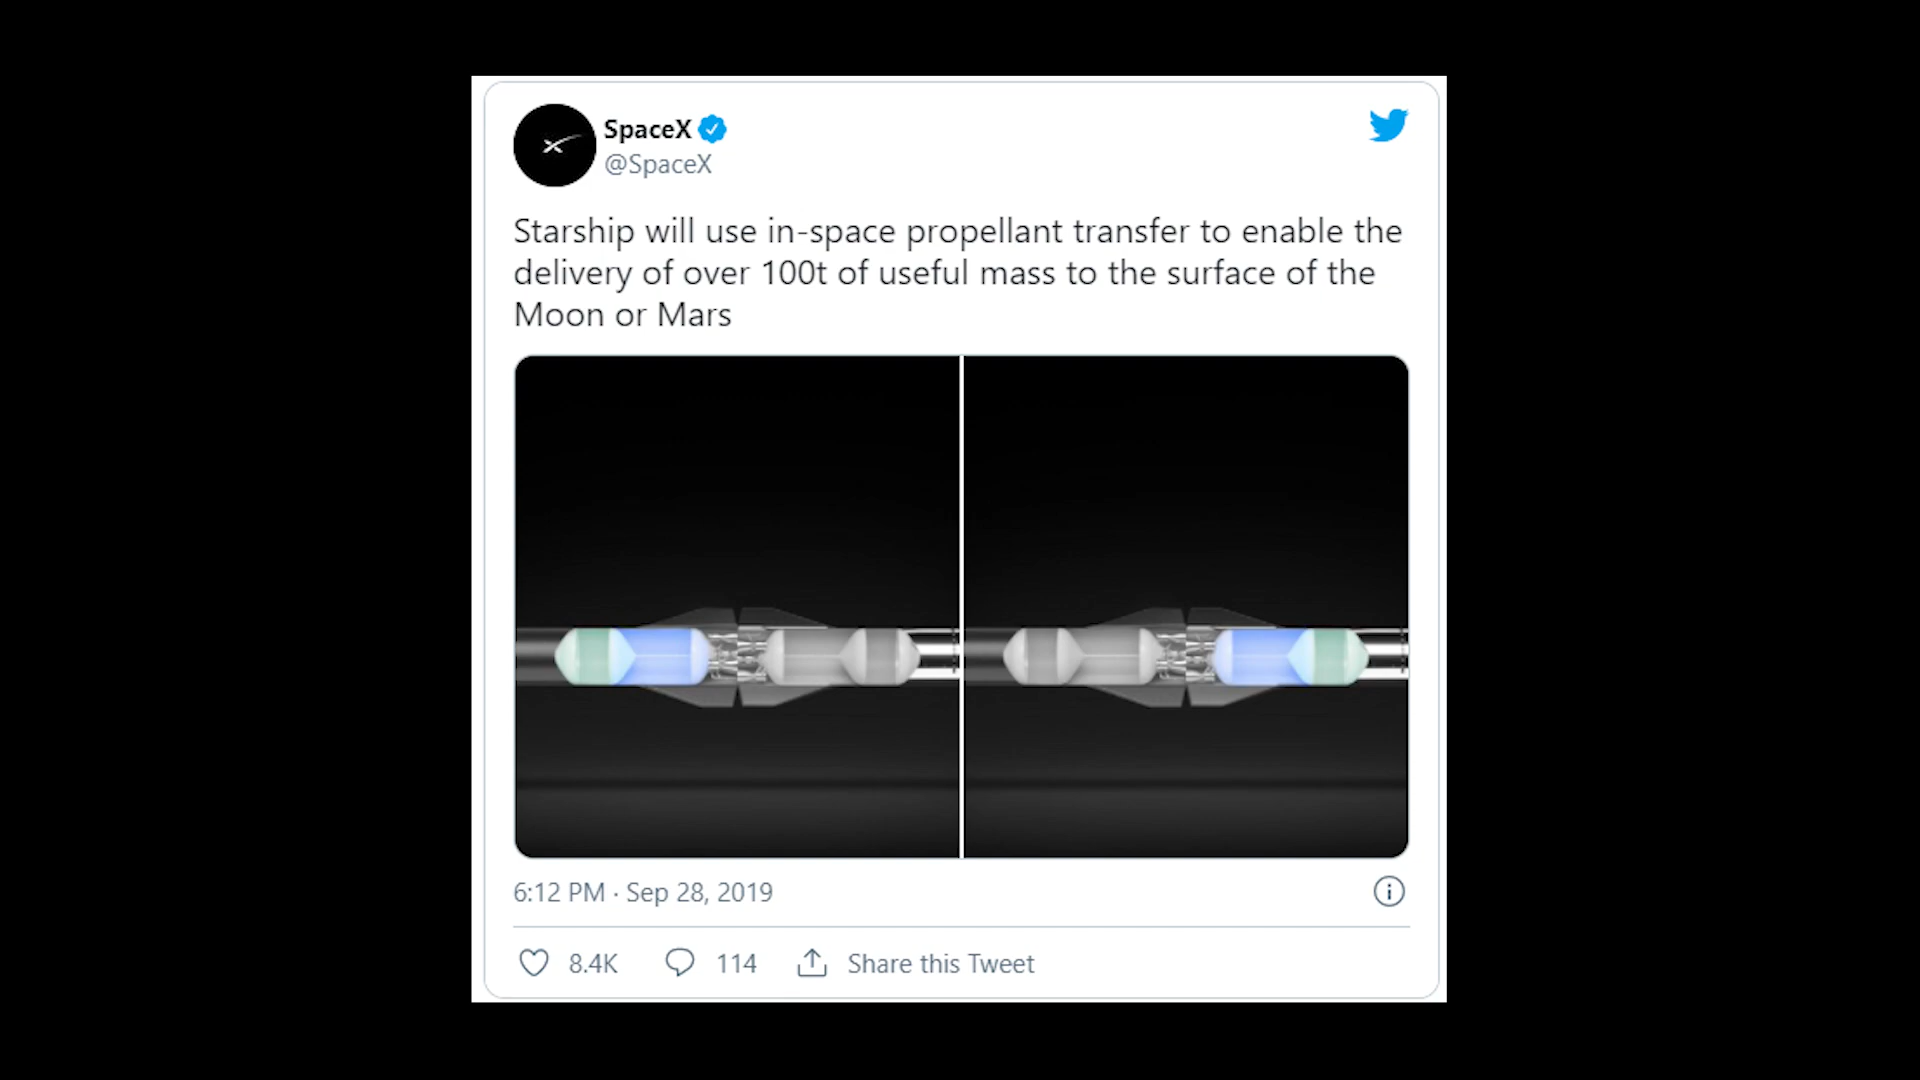 SpaceX
@SpaceX
Starship will use in-space propellant transfer to enable the
delivery of over 100t of useful mass to the surface of the
Moon or Mars
6:12 PM · Sep 28, 2019
8.4K 114 Share this Tweet